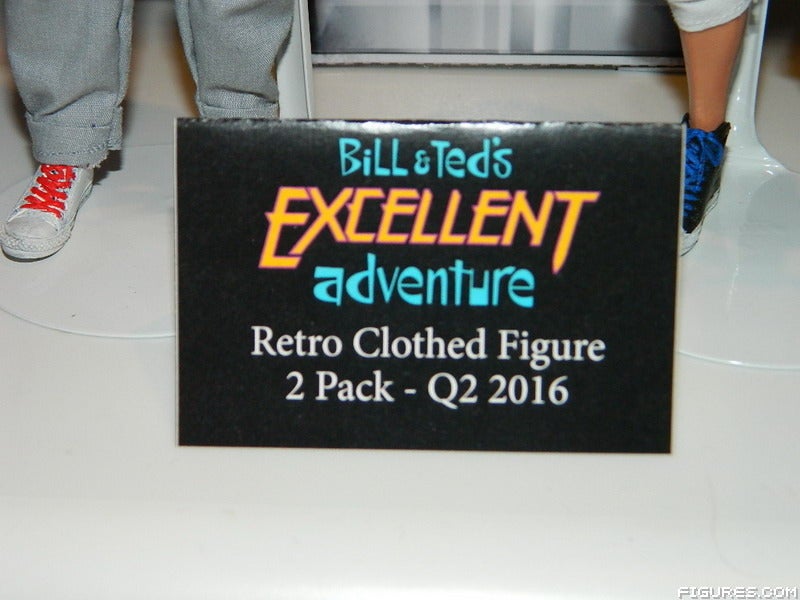 BiLL & Ted's
EXCELLENT
adventure
Retro Clothed Figure
2 Pack - Q2 2016
FIGURES.COM